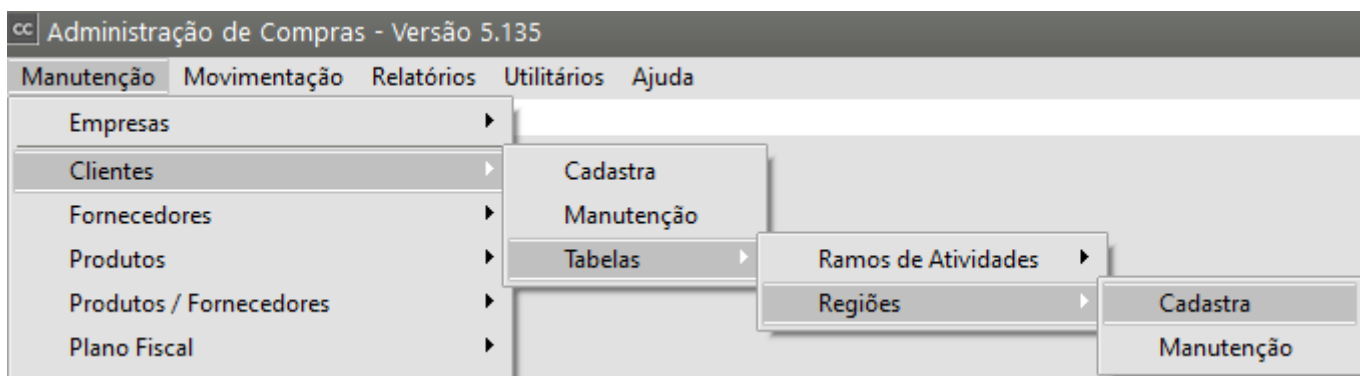 cc Administração de Compras - Versão 5.135
Manutenção Movimentação Relatórios Utilitários Ajuda
Empresas
Clientes
Fornecedores
Produtos
Produtos / Fornecedores
Plano Fiscal
Cadastra
Manutenção
Tabelas
Ramos de Atividades
Regiões
Cadastra
Manutenção